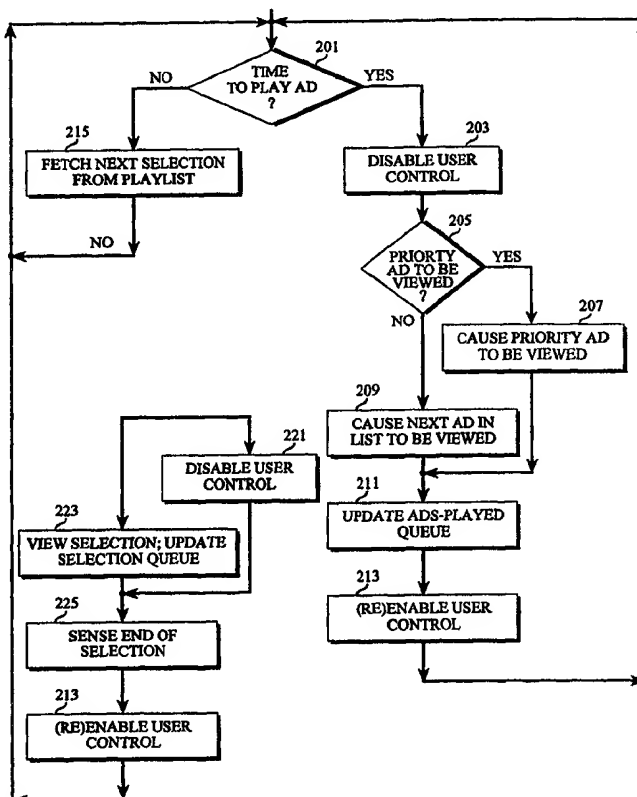 201
TIME
TO PLAY AD
?
NO
YES
215
FETCH NEXT SELECTION
FROM PLAYLIST
NO
203
DISABLE USER
CONTROL
205
PRIORTY
AD TO BE
VIEWED
?
YES
NO
207
CAUSE PRIORITY AD
TO BE VIEWED
209
CAUSE NEXT AD IN
LIST TO BE VIEWED
211
UPDATE ADS-PLAYED
QUEUE
213
(RE)ENABLE USER
CONTROL
221
DISABLE USER
CONTROL
223
VIEW SELECTION; UPDATE
SELECTION QUEUE
225
SENSE END OF
SELECTION
213
(RE)ENABLE USER
CONTROL